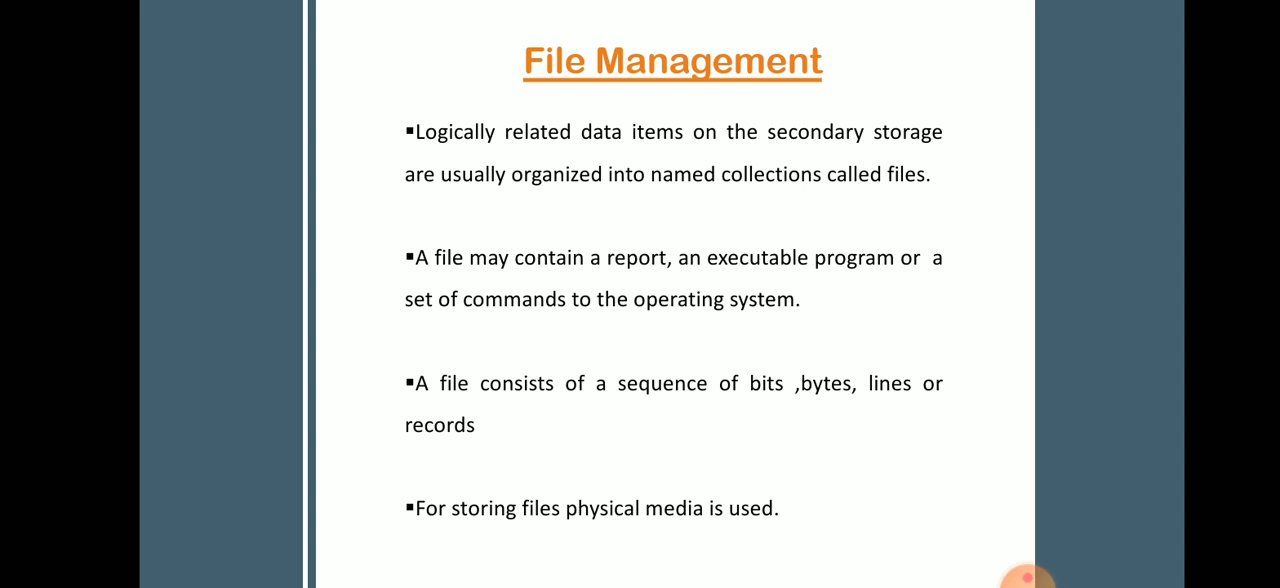 File Management
▪Logically related data items on the secondary storage
are usually organized into named collections called files.
▪A file may contain a report, an executable program or  a
set of commands to the operating system.
▪A file consists of a sequence of bits ,bytes, lines or
records
▪For storing files physical media is used.